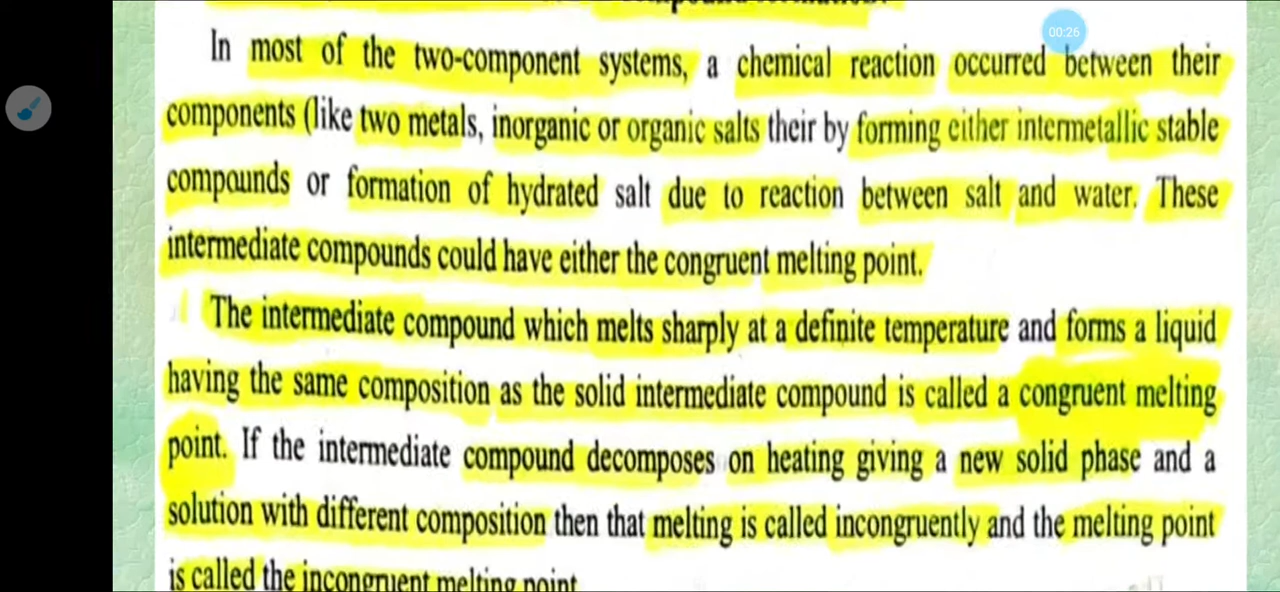 00:26
In most of the two-component systems, a chemical reaction occurred between their
components (like two metals, inorganic or organic salts their by forming either intermetallic stable
compounds or formation of hydrated salt due to reaction between salt and water. These
intermediate compounds could have either the congruent melting point.
The intermediate compound which melts sharply at a definite temperature and forms a liquid
having the same composition as the solid intermediate compound is called a congruent melting
point. If the intermediate compound decomposes on heating giving a new solid phase and a
solution with different composition then that melting is called incongruently and the melting point
is called the incongruent melting point